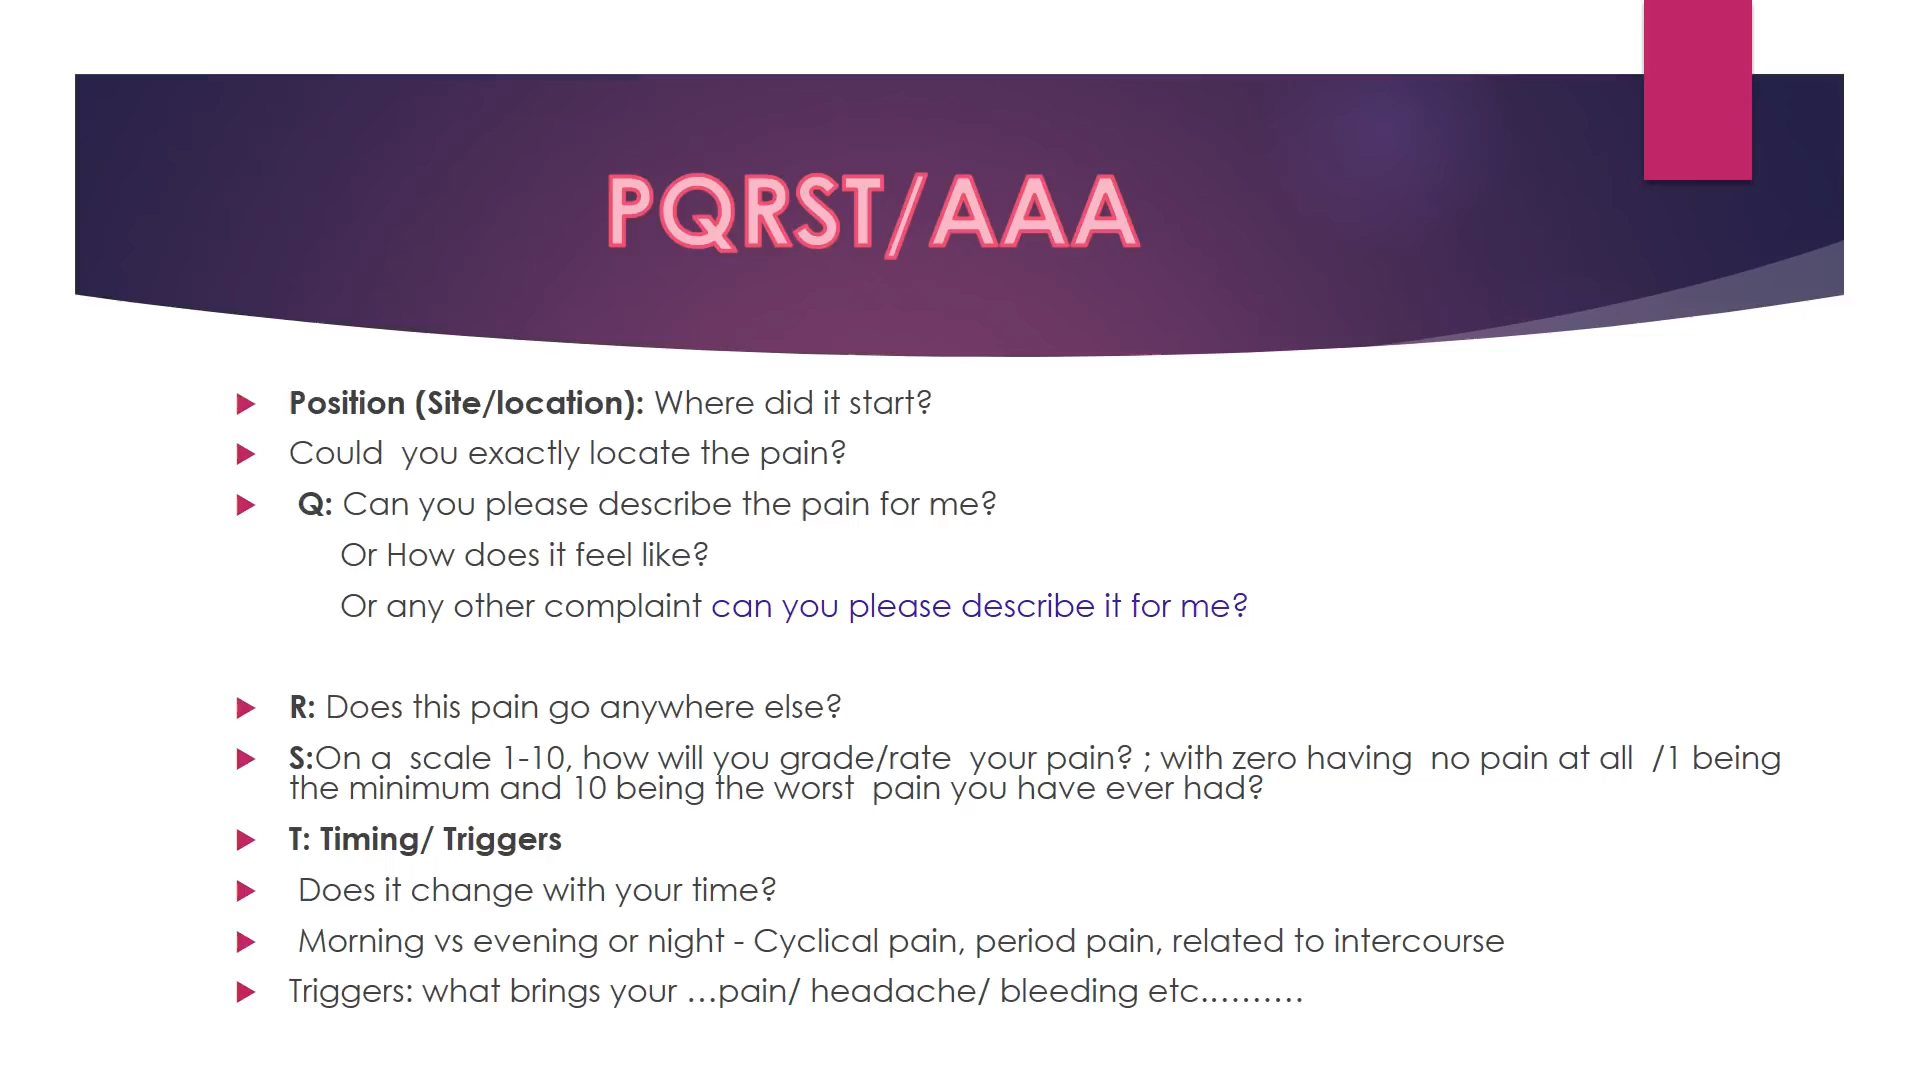 PQRST/AAA
Position (Site/location): Where did it start?
Could you exactly locate the pain?
Q: Can you please describe the pain for me?
Or How does it feel like?
Or any other complaint can you please describe it for me?
R: Does this pain go anywhere else?
S:On a scale 1-10, how will you grade/rate your pain? ; with zero having no pain at all /1 being
the minimum and 10 being the worst pain you have ever had?
T: Timing/ Triggers
Does it change with your time?
Morning vs evening or night - Cyclical pain, period pain, related to intercourse
Triggers: what brings your …pain/ headache/ bleeding etc.………